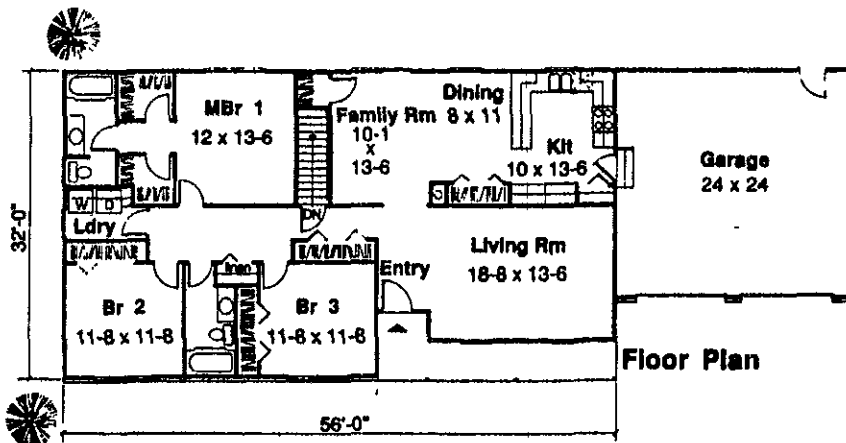 MBr 1
12 x 13-6
Family Rm
10-1
x
13-6
Dining
8 x 11
Kit
10 x 13-6
Garage
24 x 24
32'-0"
W D
Ldry
DN
S
Living Rm
18-8 x 13-6
Entry
linen
Br 2
11-8 x 11-8
Br 3
11-8 x 11-8
Floor Plan
56'-0"